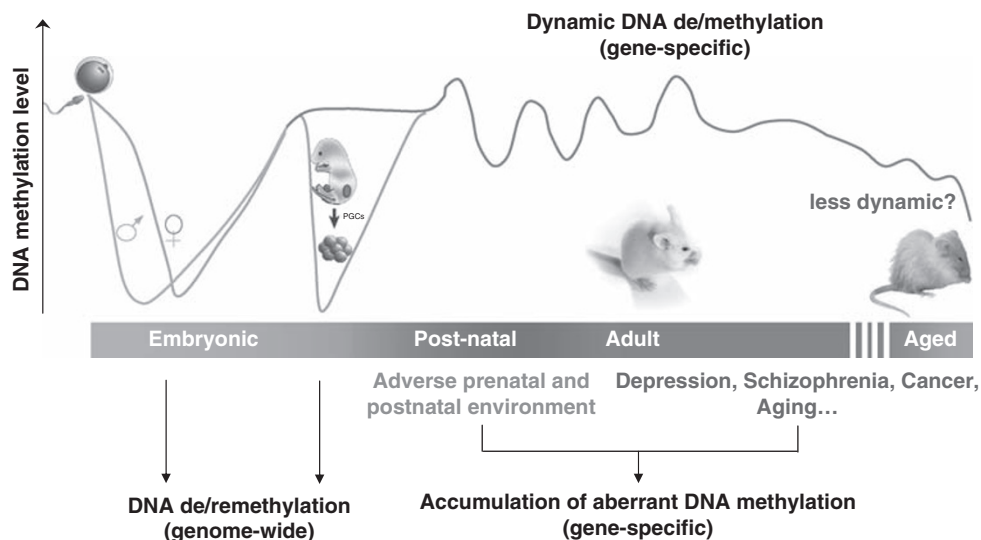 Dynamic DNA de/methylation
(gene-specific)
DNA methylation level
♂
♀
PGCs
less dynamic?
Embryonic
Post-natal
Adult
Aged
Adverse prenatal and
postnatal environment
Depression, Schizophrenia, Cancer,
Aging…
DNA de/remethylation
(genome-wide)
Accumulation of aberrant DNA methylation
(gene-specific)